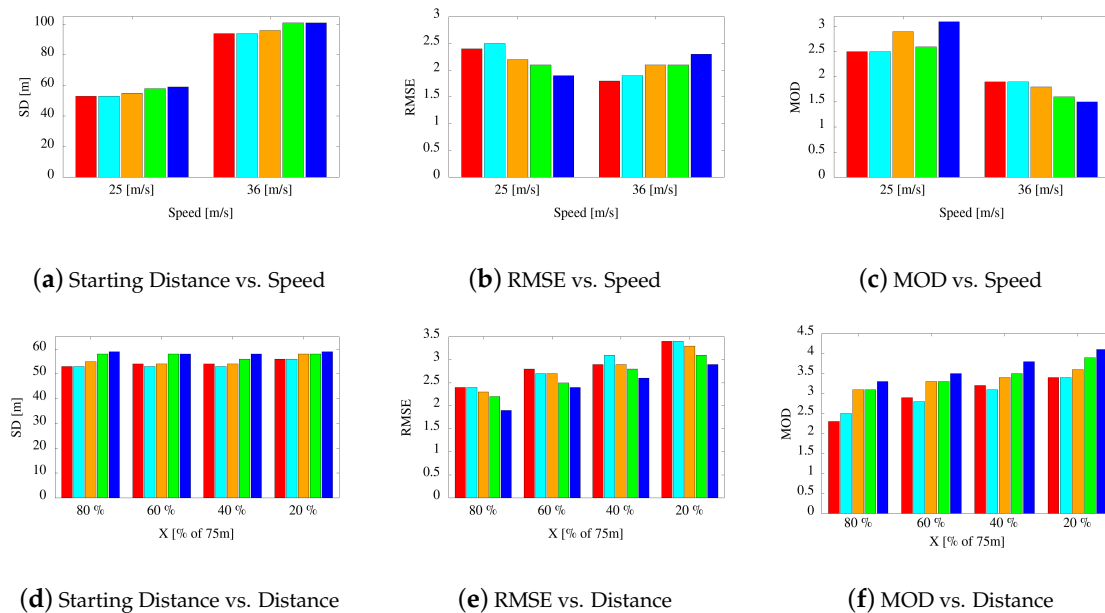 100
80
60
40
20
0
SD [m]
25 [m/s]
36 [m/s]
Speed [m/s]
3
2.5
2
1.5
1
0.5
0
RMSE
25 [m/s]
36 [m/s]
Speed [m/s]
3
2.5
2
1.5
1
0.5
0
MOD
25 [m/s]
36 [m/s]
Speed [m/s]
(a) Starting Distance vs. Speed
(b) RMSE vs. Speed
(c) MOD vs. Speed
60
50
40
30
20
10
0
SD [m]
80 %
60 %
40 %
20 %
X [% of 75m]
3.5
3
2.5
2
1.5
1
0.5
0
RMSE
80 %
60 %
40 %
20 %
X [% of 75m]
4.5
4
3.5
3
2.5
2
1.5
1
0.5
0
MOD
80 %
60 %
40 %
20 %
X [% of 75m]
(d) Starting Distance vs. Distance
(e) RMSE vs. Distance
(f) MOD vs. Distance